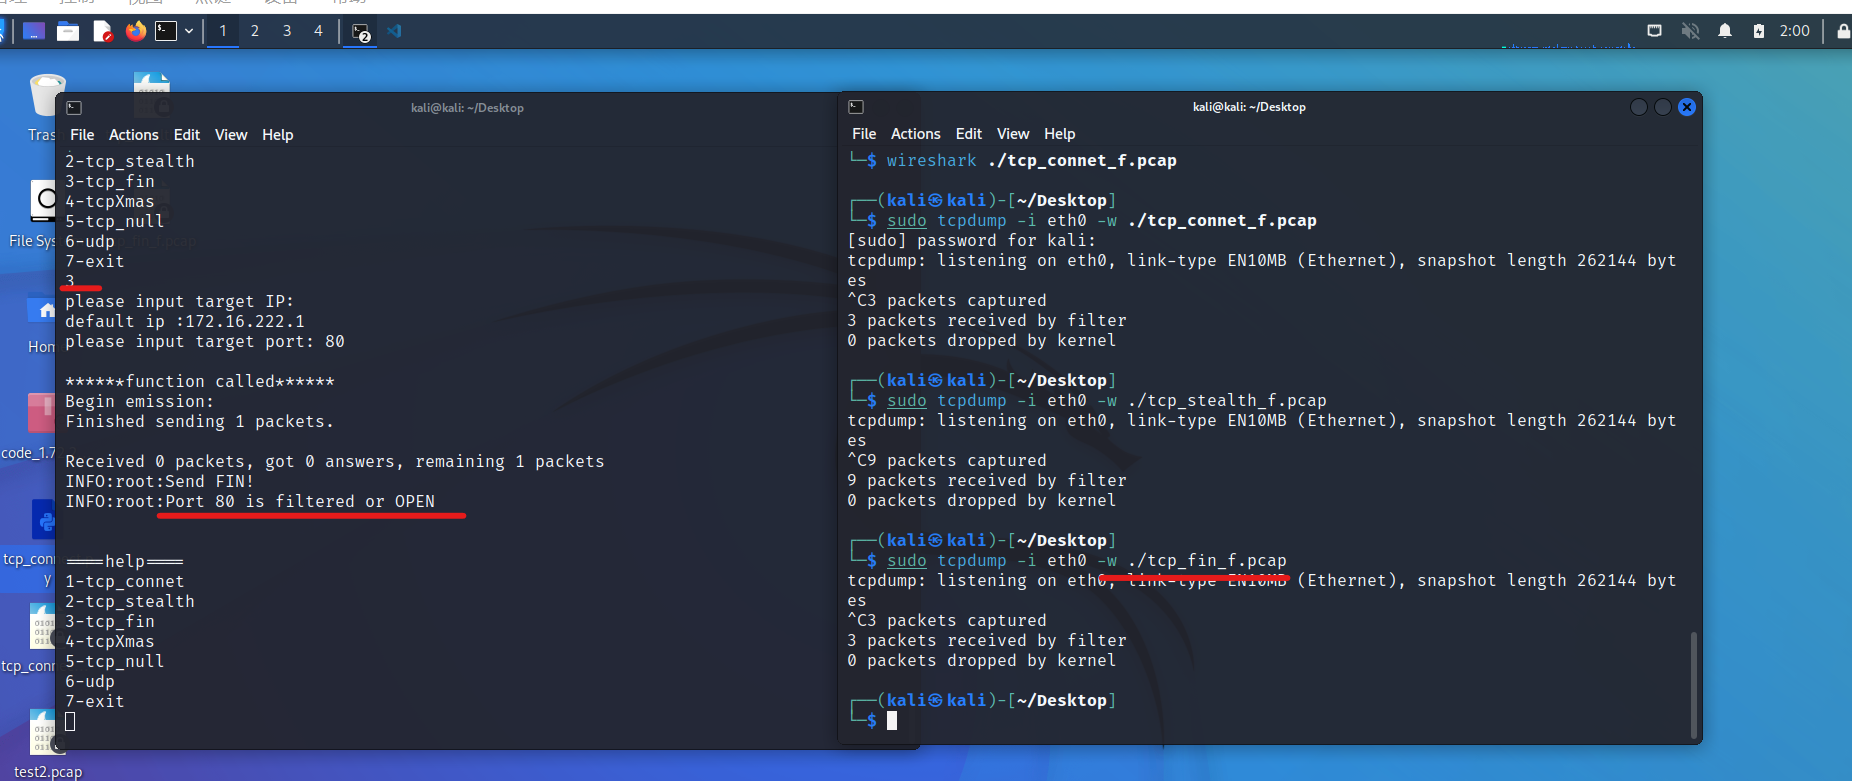 1 2 3 4
2
2:00
Tras
File Sys
Hom
code_1.7
tcp_conn
y
tcp_conn
test2.pcap
kali@kali: ~/Desktop
File Actions Edit View Help
2-tcp_stealth
3-tcp_fin
4-tcpXmas
5-tcp_null
6-udp
7-exit
3
please input target IP:
default ip :172.16.222.1
please input target port: 80
******function called******
Begin emission:
Finished sending 1 packets.
Received 0 packets, got 0 answers, remaining 1 packets
INFO:root:Send FIN!
INFO:root:Port 80 is filtered or OPEN
====help====
1-tcp_connet
2-tcp_stealth
3-tcp_fin
4-tcpXmas
5-tcp_null
6-udp
7-exit
kali@kali: ~/Desktop
File Actions Edit View Help
└─$ wireshark ./tcp_connet_f.pcap
┌──(kali㉿kali)-[~/Desktop]
└─$ sudo tcpdump -i eth0 -w ./tcp_connet_f.pcap
[sudo] password for kali:
tcpdump: listening on eth0, link-type EN10MB (Ethernet), snapshot length 262144 byt
es
^C3 packets captured
3 packets received by filter
0 packets dropped by kernel
┌──(kali㉿kali)-[~/Desktop]
└─$ sudo tcpdump -i eth0 -w ./tcp_stealth_f.pcap
tcpdump: listening on eth0, link-type EN10MB (Ethernet), snapshot length 262144 byt
es
^C9 packets captured
9 packets received by filter
0 packets dropped by kernel
┌──(kali㉿kali)-[~/Desktop]
└─$ sudo tcpdump -i eth0 -w ./tcp_fin_f.pcap
tcpdump: listening on eth0, link-type EN10MB (Ethernet), snapshot length 262144 byt
es
^C3 packets captured
3 packets received by filter
0 packets dropped by kernel
┌──(kali㉿kali)-[~/Desktop]
└─$